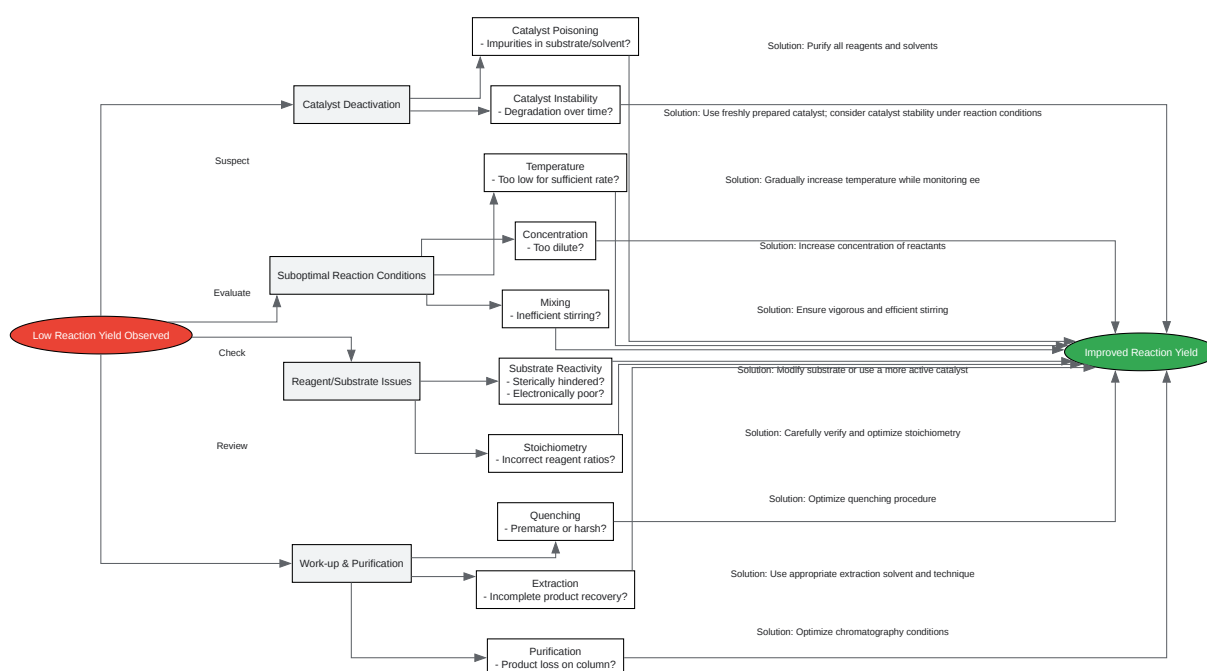 Catalyst Poisoning
- Impurities in substrate/solvent?
Solution: Purify all reagents and solvents
Catalyst Deactivation
Catalyst Instability
- Degradation over time?
Solution: Use freshly prepared catalyst; consider catalyst stability under reaction conditions
Suspect
Temperature
- Too low for sufficient rate?
Solution: Gradually increase temperature while monitoring ee
Concentration
- Too dilute?
Solution: Increase concentration of reactants
Suboptimal Reaction Conditions
Evaluate
Mixing
- Inefficient stirring?
Solution: Ensure vigorous and efficient stirring
Low Reaction Yield Observed
Improved Reaction Yield
Check
Reagent/Substrate Issues
Substrate Reactivity
- Sterically hindered?
- Electronically poor?
Solution: Modify substrate or use a more active catalyst
Review
Stoichiometry
- Incorrect reagent ratios?
Solution: Carefully verify and optimize stoichiometry
Quenching
- Premature or harsh?
Solution: Optimize quenching procedure
Work-up & Purification
Extraction
- Incomplete product recovery?
Solution: Use appropriate extraction solvent and technique
Purification
- Product loss on column?
Solution: Optimize chromatography conditions